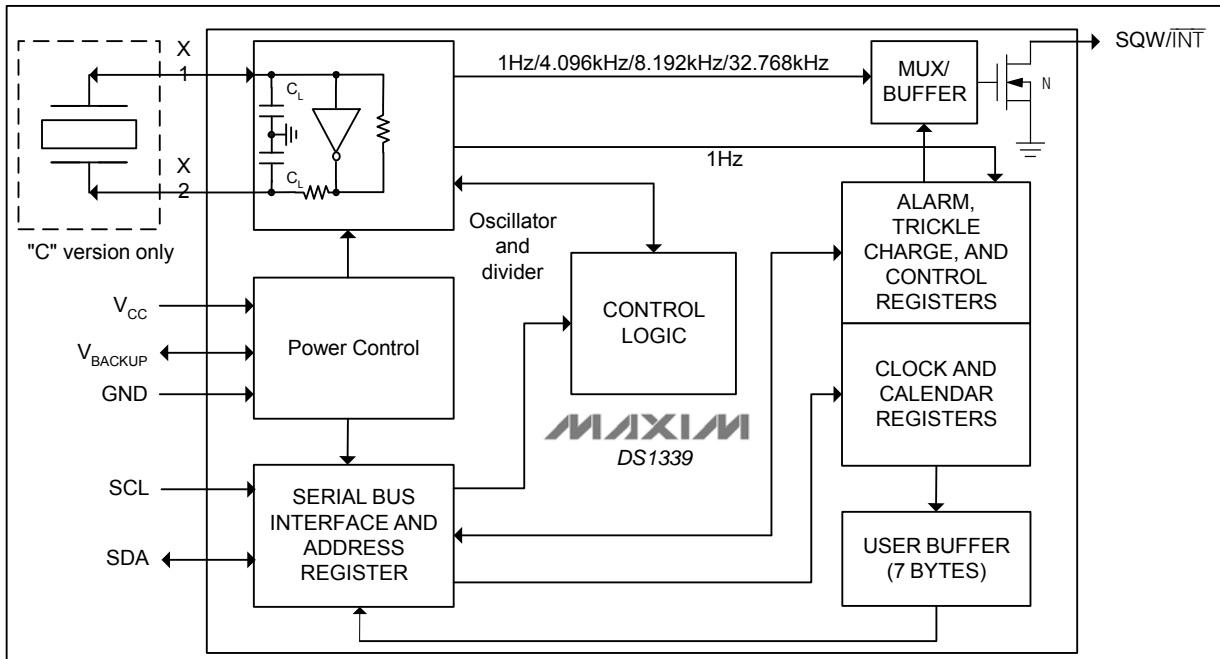 X
1
X
2
"C" version only
V_CC
V_BACKUP
GND
SCL
SDA
C_L
C_L
Oscillator
and
divider
1Hz/4.096kHz/8.192kHz/32.768kHz
1Hz
MUX/
BUFFER
N
SQW/I̅N̅T̅
Power Control
CONTROL
LOGIC
MAXIM
DS1339
ALARM,
TRICKLE
CHARGE, AND
CONTROL
REGISTERS
CLOCK AND
CALENDAR
REGISTERS
SERIAL BUS
INTERFACE AND
ADDRESS
REGISTER
USER BUFFER
(7 BYTES)